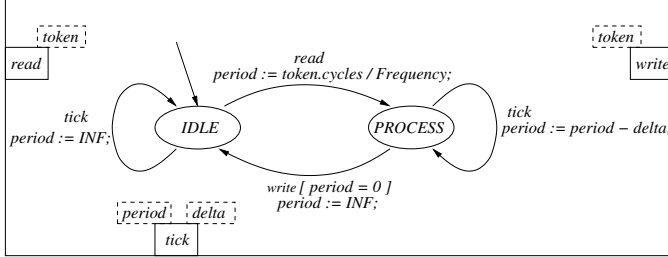 token
token
read
write
read
period := token.cycles / Frequency;
tick
period := INF;
IDLE
PROCESS
tick
period := period − delta;
write [ period = 0 ]
period := INF;
period
delta
tick